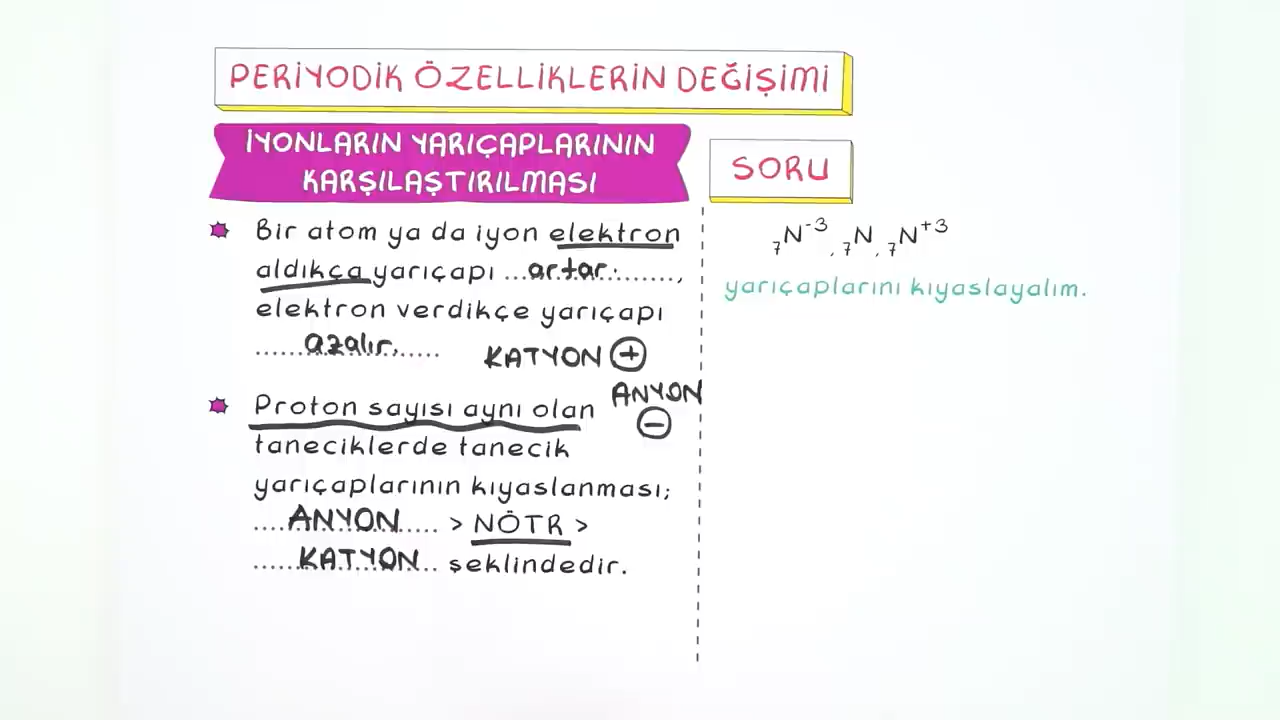 PERİYODİK ÖZELLİKLERİN DEĞİŞİMİ
İYONLARIN YARIÇAPLARININ
KARŞILAŞTIRILMASI
Bir atom ya da iyon elektron
aldıkça yarıçapı ...artar..........,
elektron verdikçe yarıçapı
......azalır...... KATYON +
Proton sayısı aynı olan ANYON −
taneciklerde tanecik
yarıçaplarının kıyaslanması;
....ANYON..... > NÖTR >
.....KATYON.. şeklindedir.
SORU
₇N⁻³, ₇N, ₇N⁺³
yarıçaplarını kıyaslayalım.